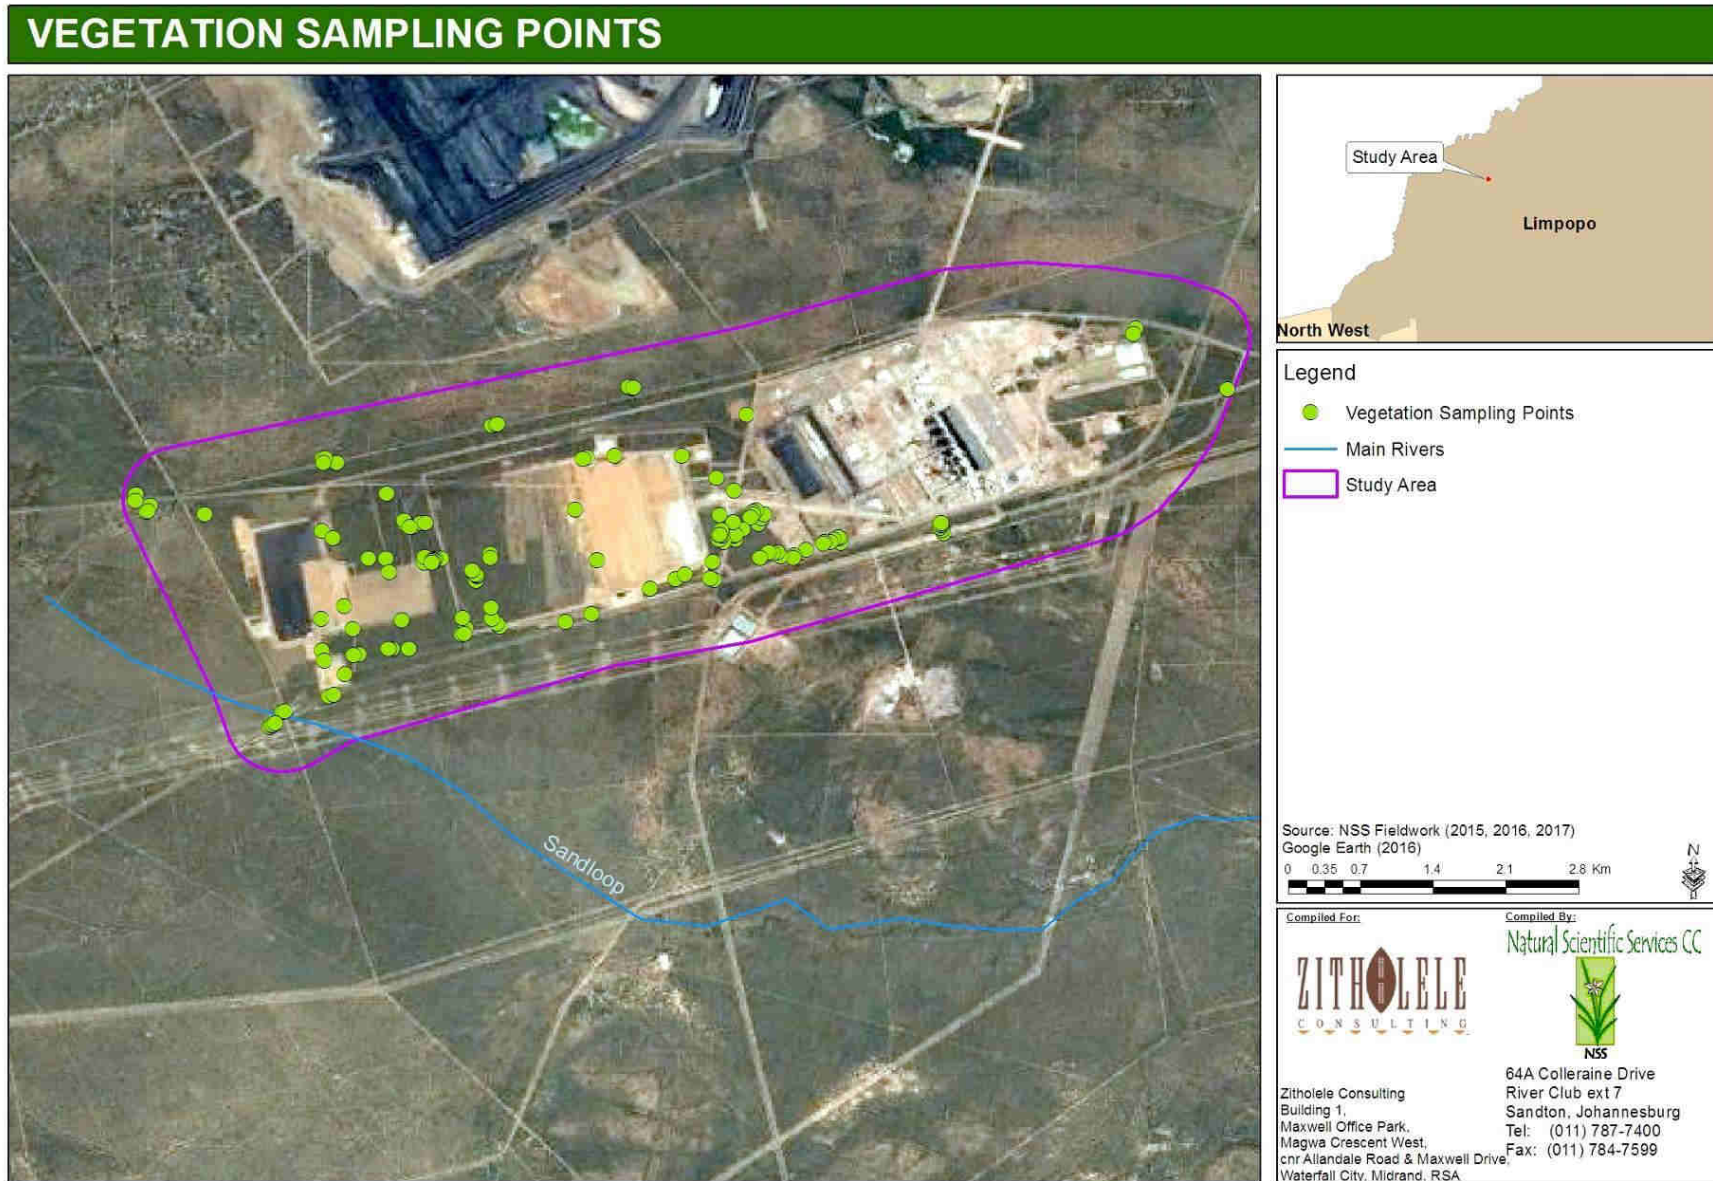 VEGETATION SAMPLING POINTS
Sandloop
Study Area
Limpopo
North West
Legend
Vegetation Sampling Points
Main Rivers
Study Area
Source: NSS Fieldwork (2015, 2016, 2017)
Google Earth (2016)
0 0.35 0.7 1.4 2.1 2.8 Km
N
Compiled For:
ZITHOLELE
CONSULTING
Zitholele Consulting
Building 1,
Maxwell Office Park,
Magwa Crescent West,
cnr Allandale Road & Maxwell Drive,
Waterfall City, Midrand, RSA
Compiled By:
Natural Scientific Services CC
NSS
64A Colleraine Drive
River Club ext 7
Sandton, Johannesburg
Tel: (011) 787-7400
Fax: (011) 784-7599